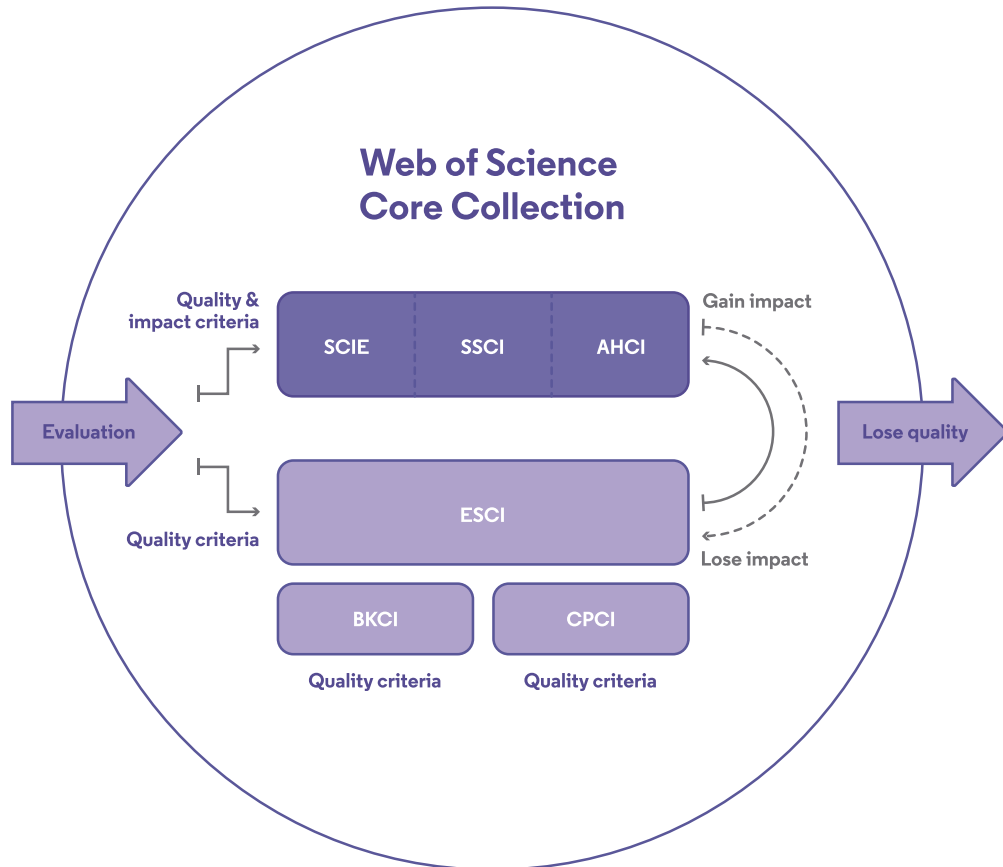 Web of Science
Core Collection
Quality &
impact criteria
SCIE
SSCI
AHCI
Gain impact
Evaluation
Lose quality
Quality criteria
ESCI
Lose impact
BKCI
CPCI
Quality criteria
Quality criteria